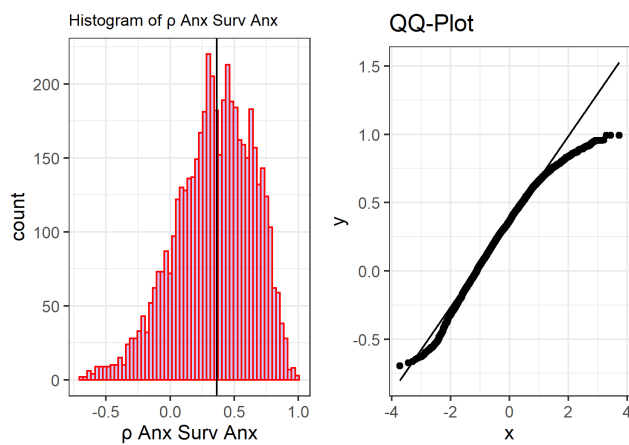 Histogram of ρ Anx Surv Anx
count
200
150
100
50
0
-0.5 0.0 0.5 1.0
ρ Anx Surv Anx
QQ-Plot
y
1.5
1.0
0.5
0.0
-0.5
-4 -2 0 2 4
x